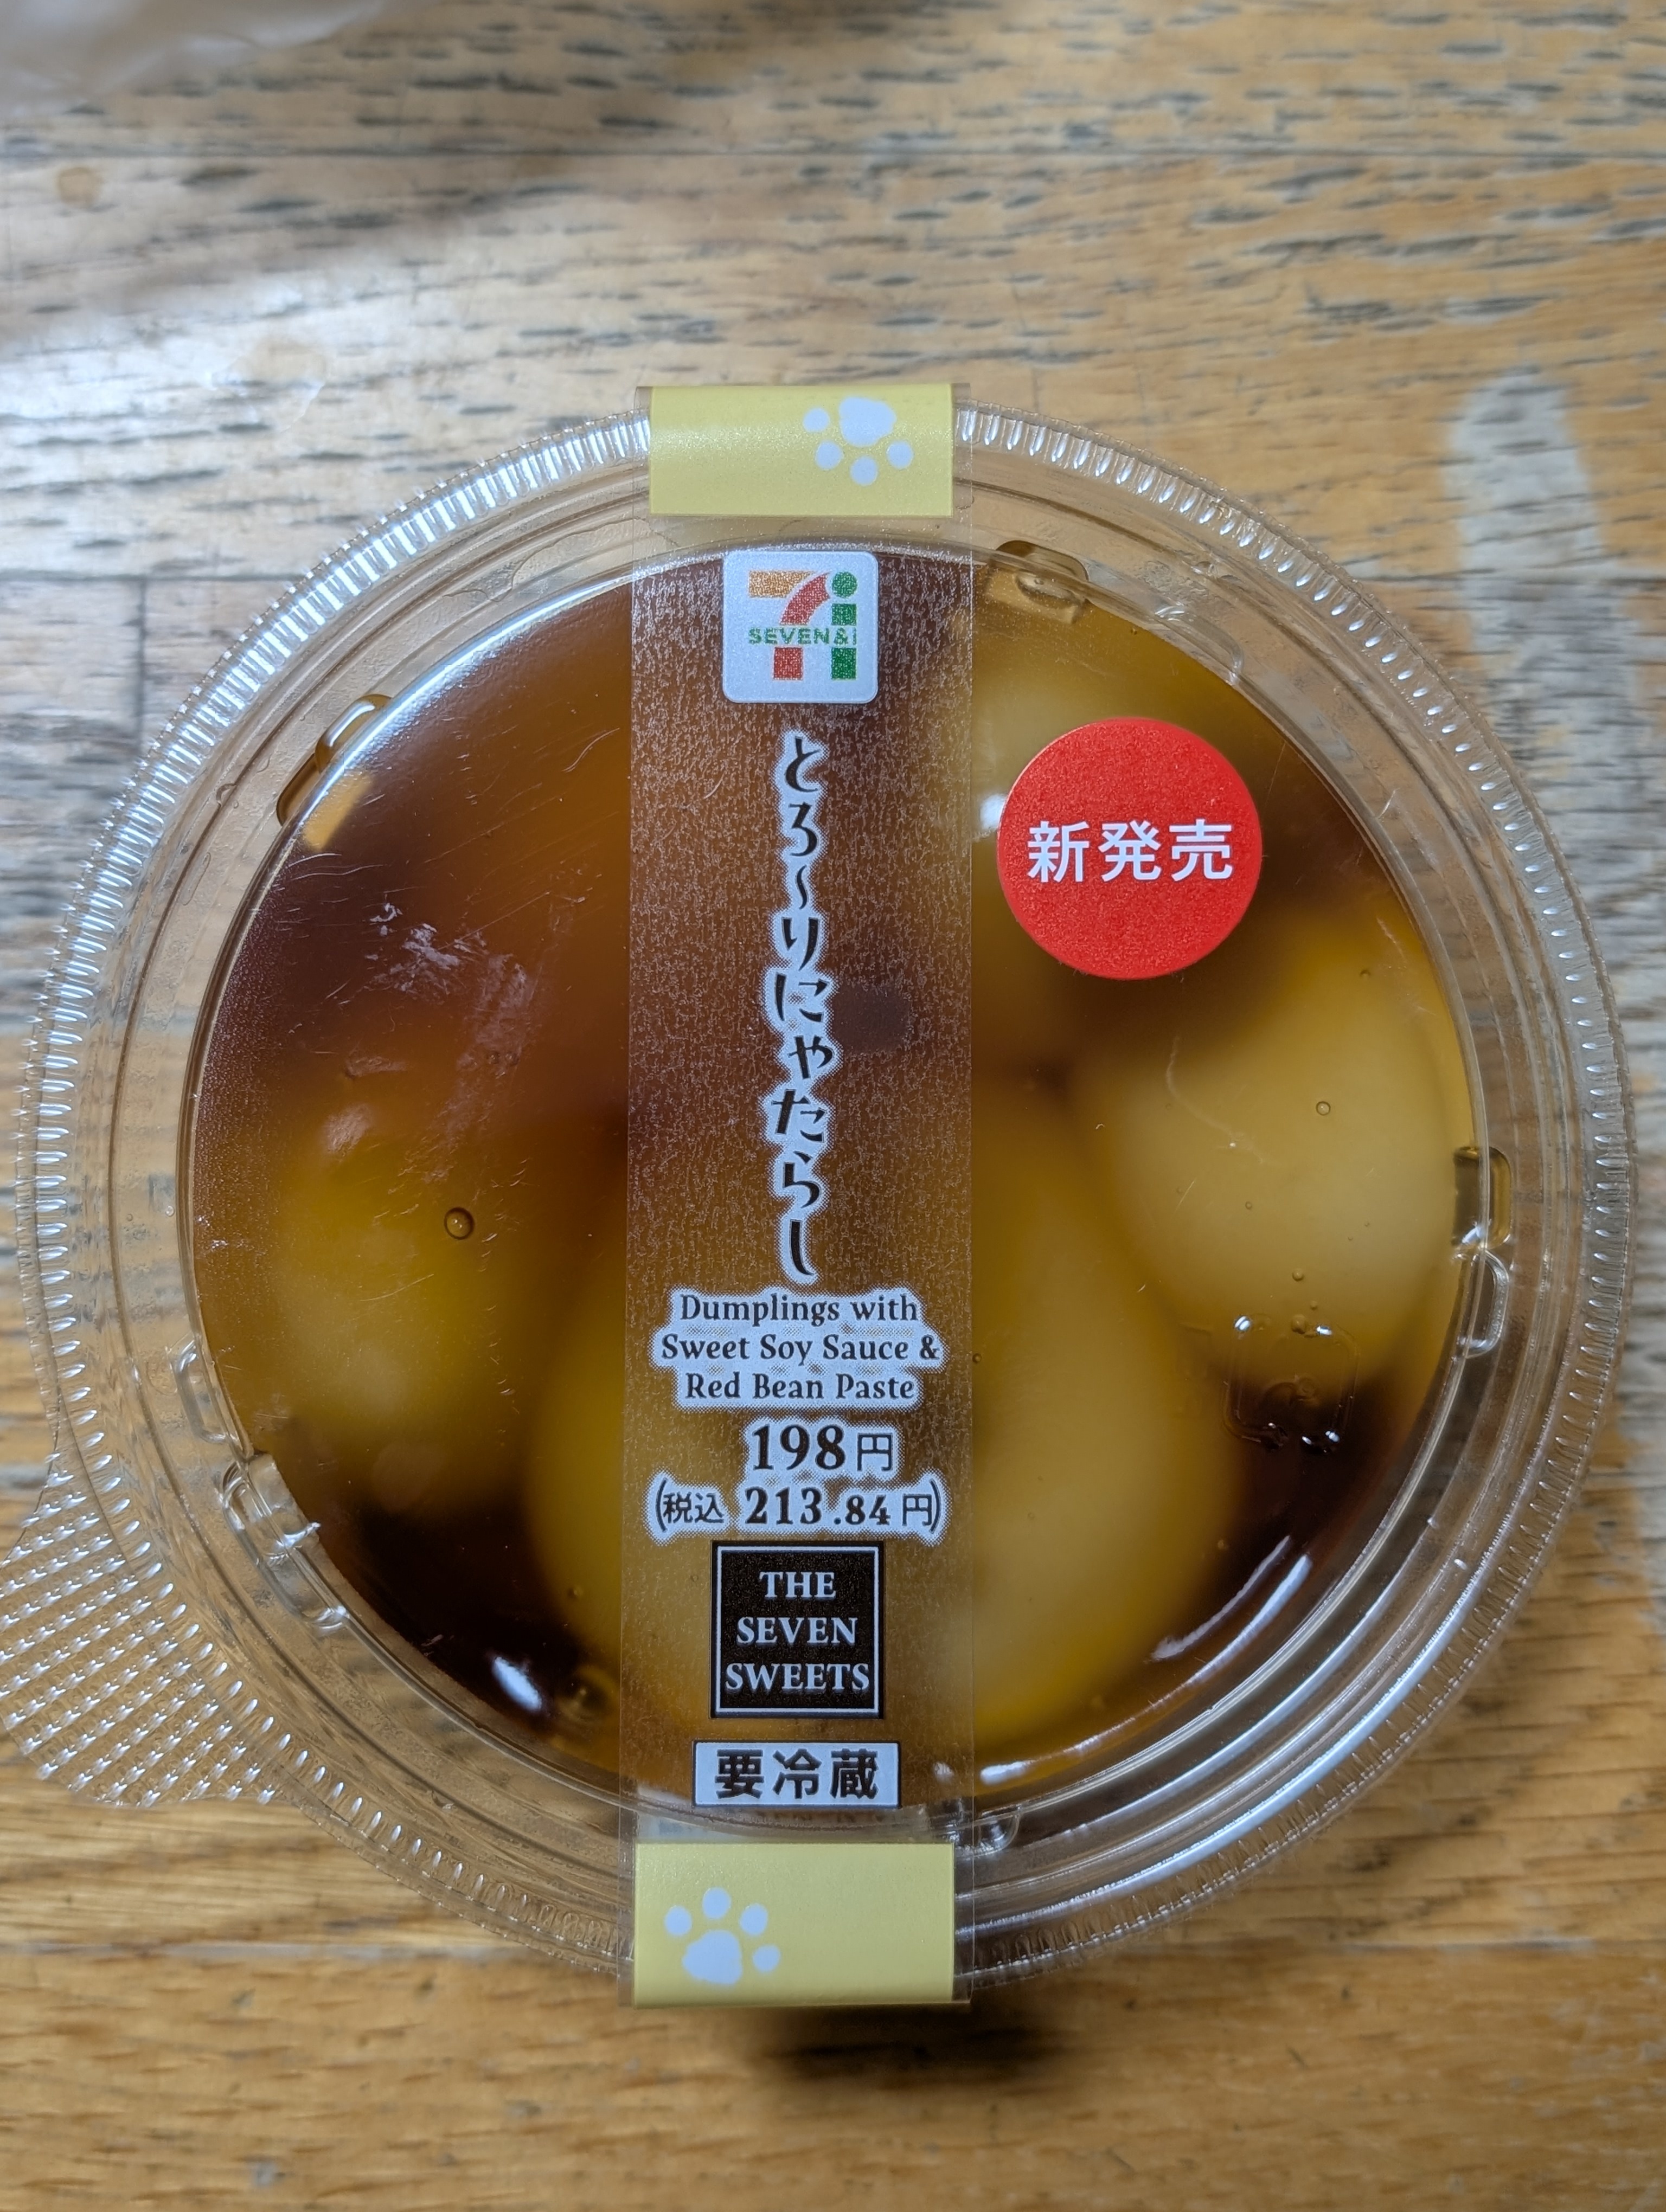 SEVEN&i
新発売
とろ〜りにゃたらし
Dumplings with
Sweet Soy Sauce &
Red Bean Paste
198円
(税込 213.84円)
THE
SEVEN
SWEETS
要冷蔵